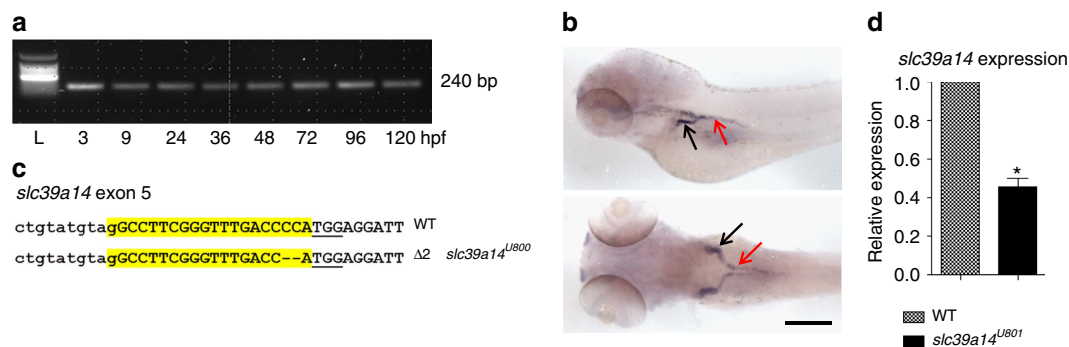 a
240 bp
L 3 9 24 36 48 72 96 120 hpf
b
c
slc39a14 exon 5
ctgtatgtagGCCTTCGGGTTTGACCCCATGGAGGATT WT
ctgtatgtagGCCTTCGGGTTTGACC--ATGGAGGATT Δ2 slc39a14U800
d
slc39a14 expression
Relative expression
1.0
0.8
0.6
0.4
0.2
0.0
*
WT
slc39a14U801